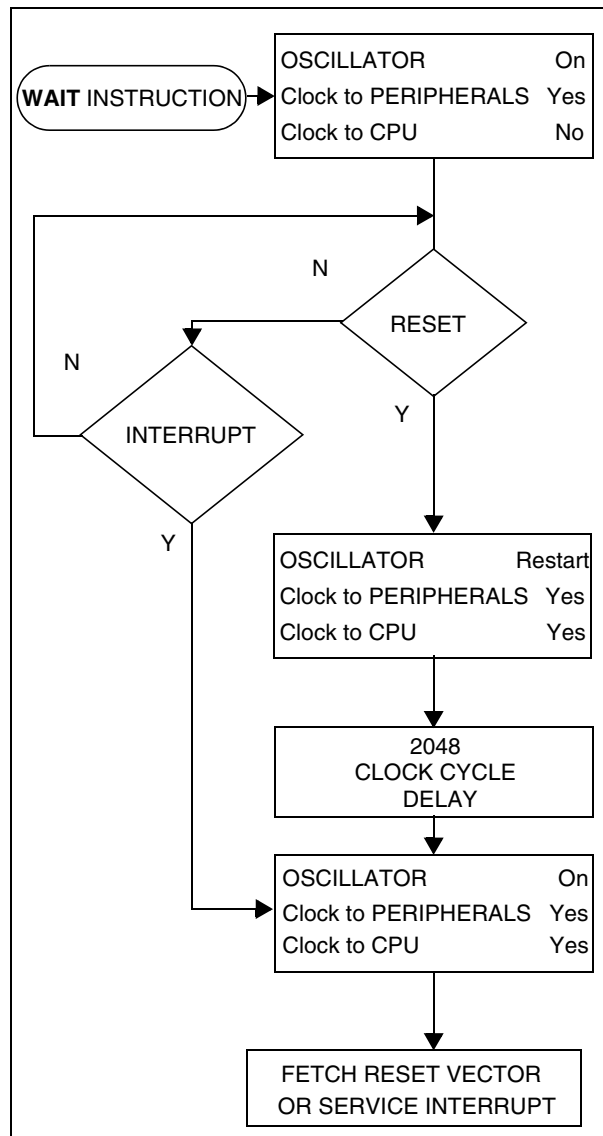 WAIT INSTRUCTION
OSCILLATOR On
Clock to PERIPHERALS Yes
Clock to CPU No
N
RESET
N
INTERRUPT
Y
Y
OSCILLATOR Restart
Clock to PERIPHERALS Yes
Clock to CPU Yes
2048
CLOCK CYCLE
DELAY
OSCILLATOR On
Clock to PERIPHERALS Yes
Clock to CPU Yes
FETCH RESET VECTOR
OR SERVICE INTERRUPT